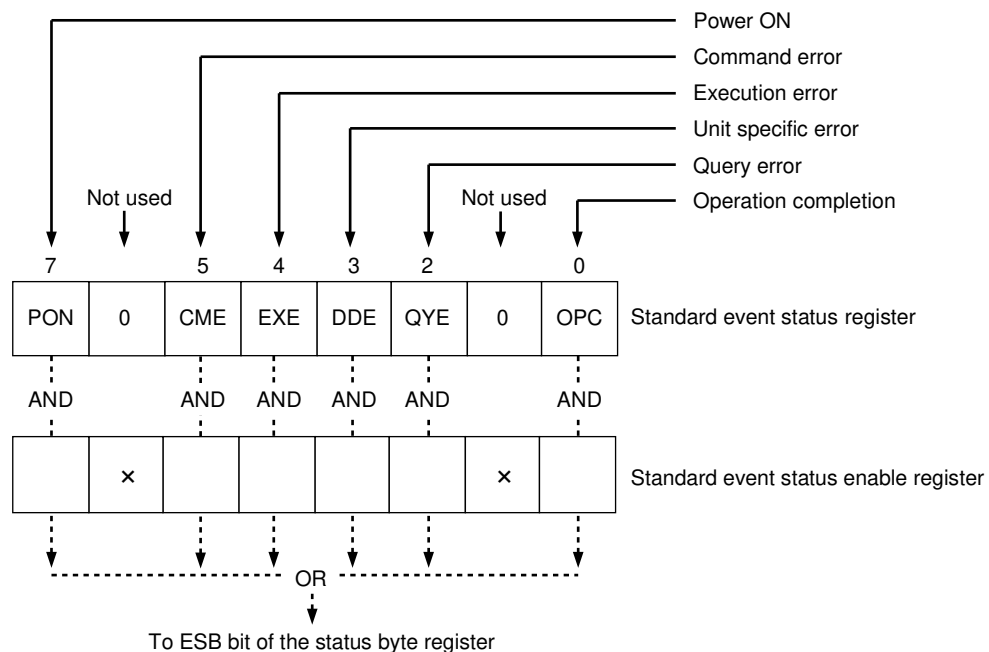 Power ON
Command error
Execution error
Unit specific error
Query error
Not used Not used Operation completion
7 5 4 3 2 0
PON 0 CME EXE DDE QYE 0 OPC Standard event status register
AND AND AND AND AND AND
× × Standard event status enable register
OR
To ESB bit of the status byte register